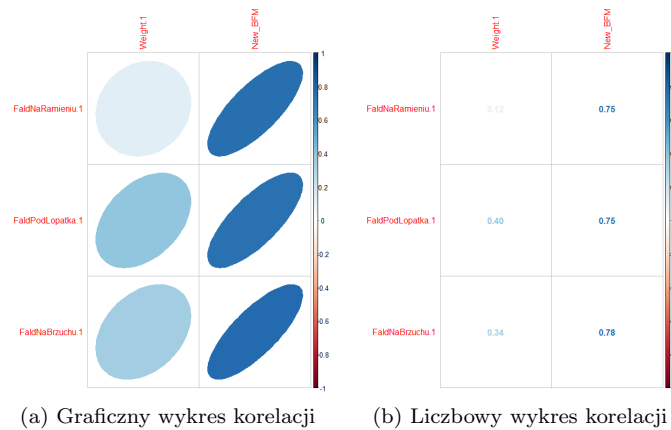 Weight.1
New_BFM
FaldNaRamieniu.1
FaldPodLopatka.1
FaldNaBrzuchu.1
1
0.8
0.6
0.4
0.2
0
-0.2
-0.4
-0.6
-0.8
-1
(a) Graficzny wykres korelacji
Weight.1
New_BFM
FaldNaRamieniu.1
0.12
0.75
FaldPodLopatka.1
0.40
0.75
FaldNaBrzuchu.1
0.34
0.78
(b) Liczbowy wykres korelacji